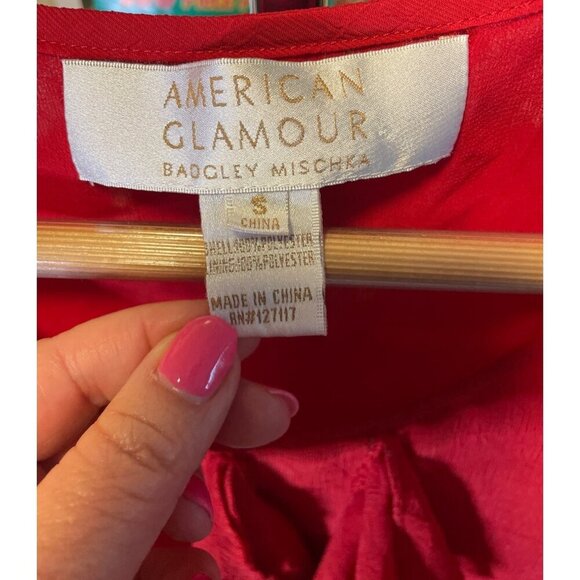 AMERICAN
GLAMOUR
BADGLEY MISCHKA
S
CHINA
SHELL:100%POLYESTER
LINING:100%POLYESTER
MADE IN CHINA
RN#127117